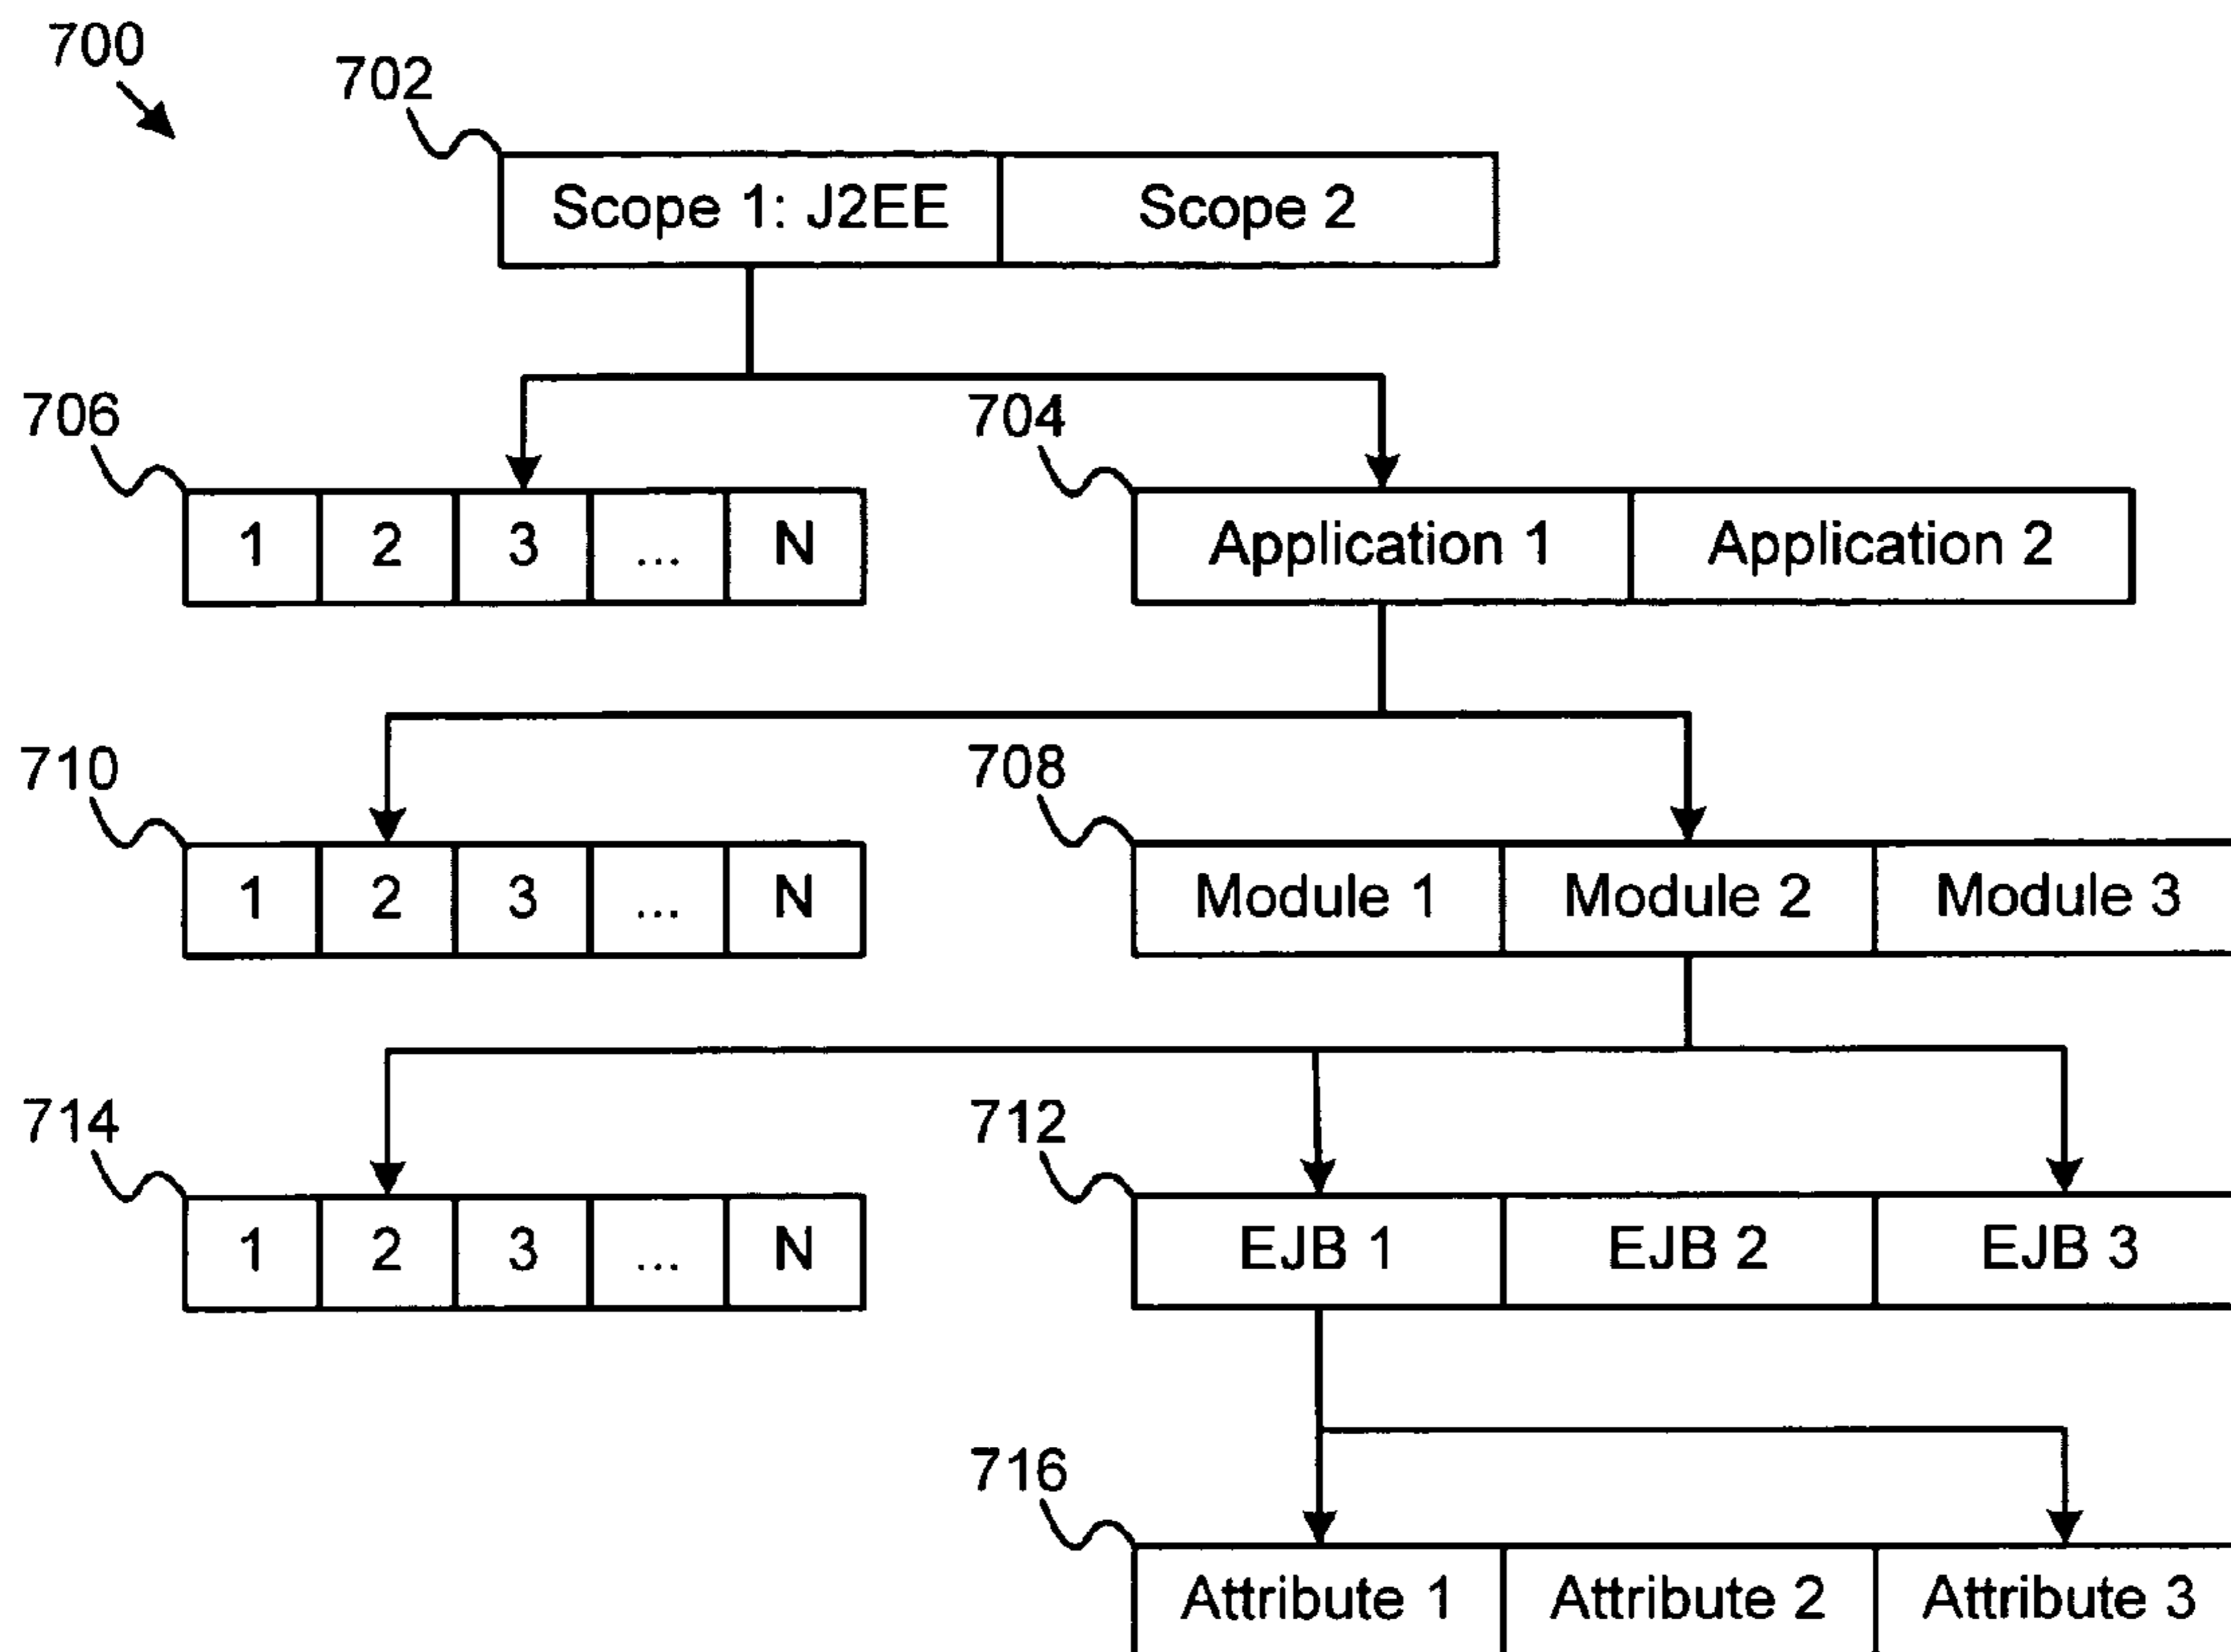 700
702
Scope 1: J2EE Scope 2
706
704
1 2 3 ... N
Application 1 Application 2
710
708
1 2 3 ... N
Module 1 Module 2 Module 3
714
712
1 2 3 ... N
EJB 1 EJB 2 EJB 3
716
Attribute 1 Attribute 2 Attribute 3